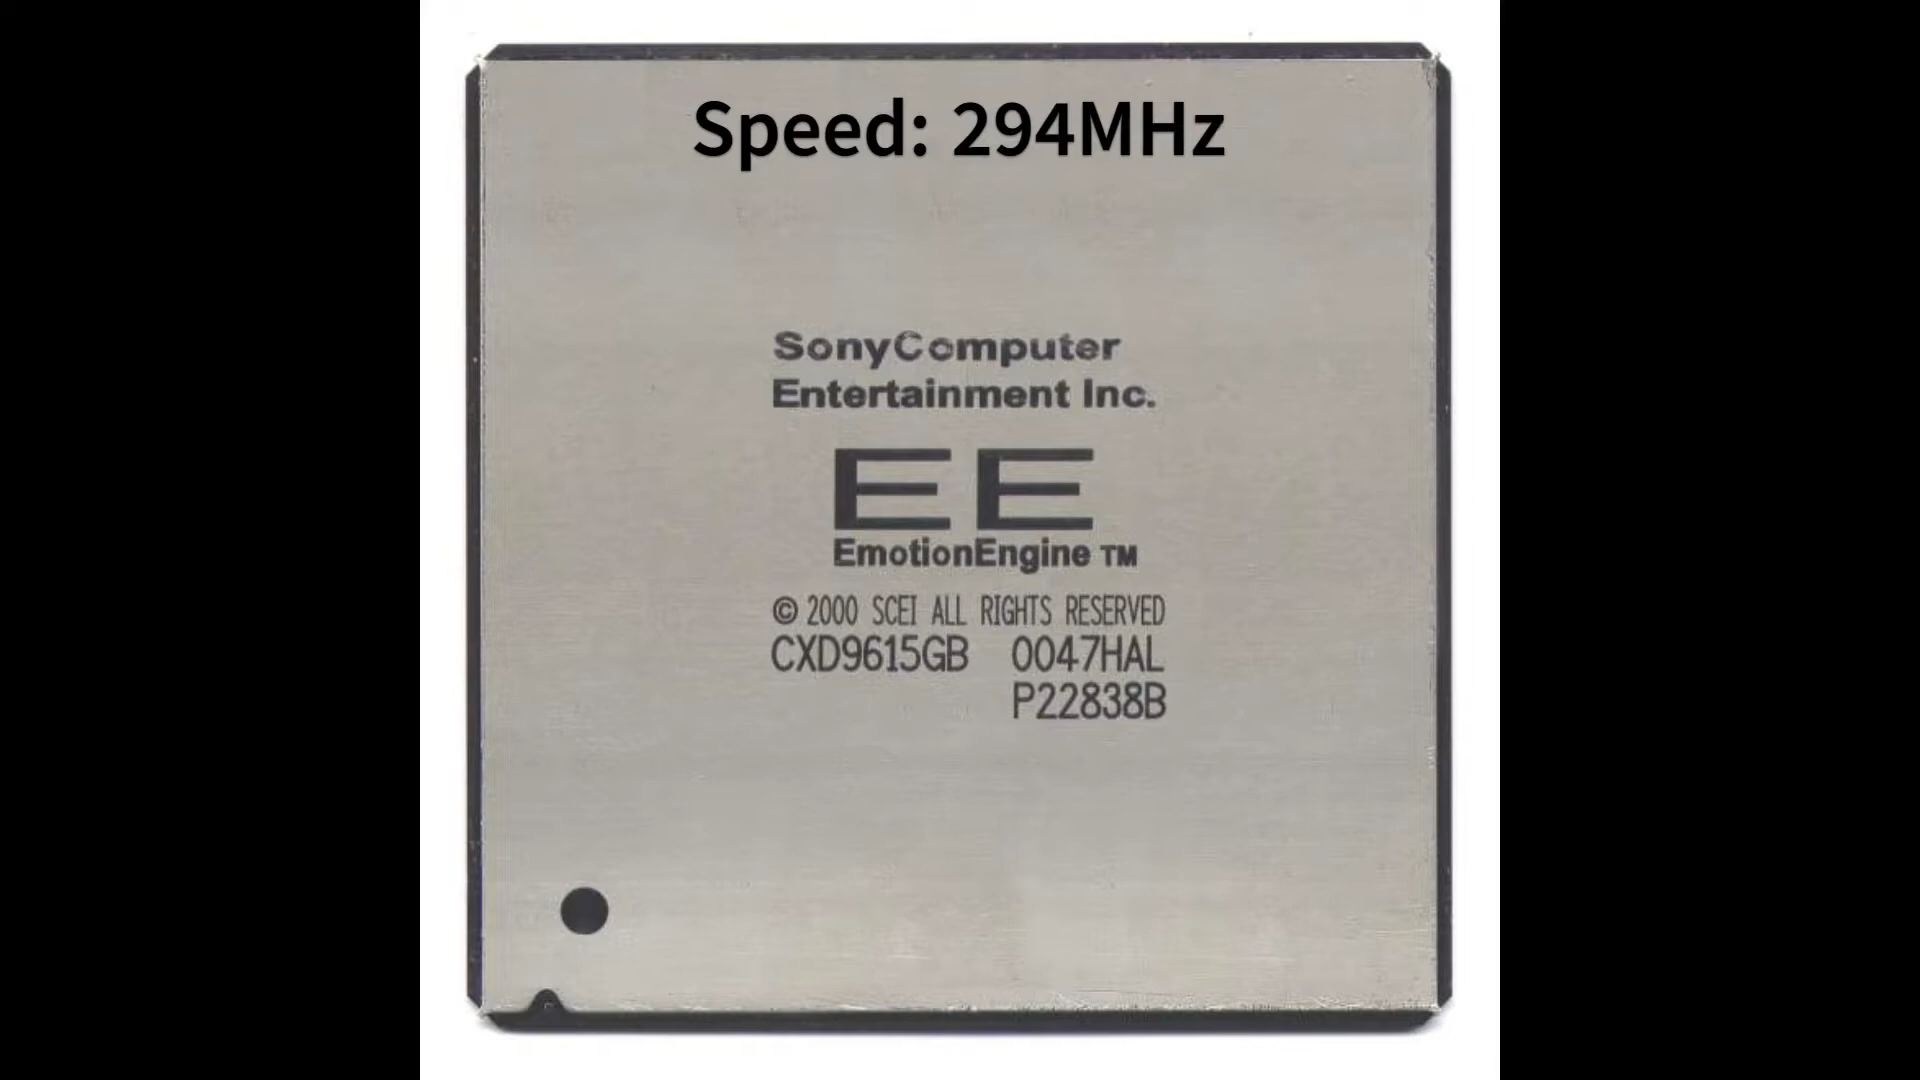 Speed: 294MHz
SonyComputer
Entertainment Inc.
EE
EmotionEngine TM
© 2000 SCEI ALL RIGHTS RESERVED
CXD9615GB 0047HAL
P22838B